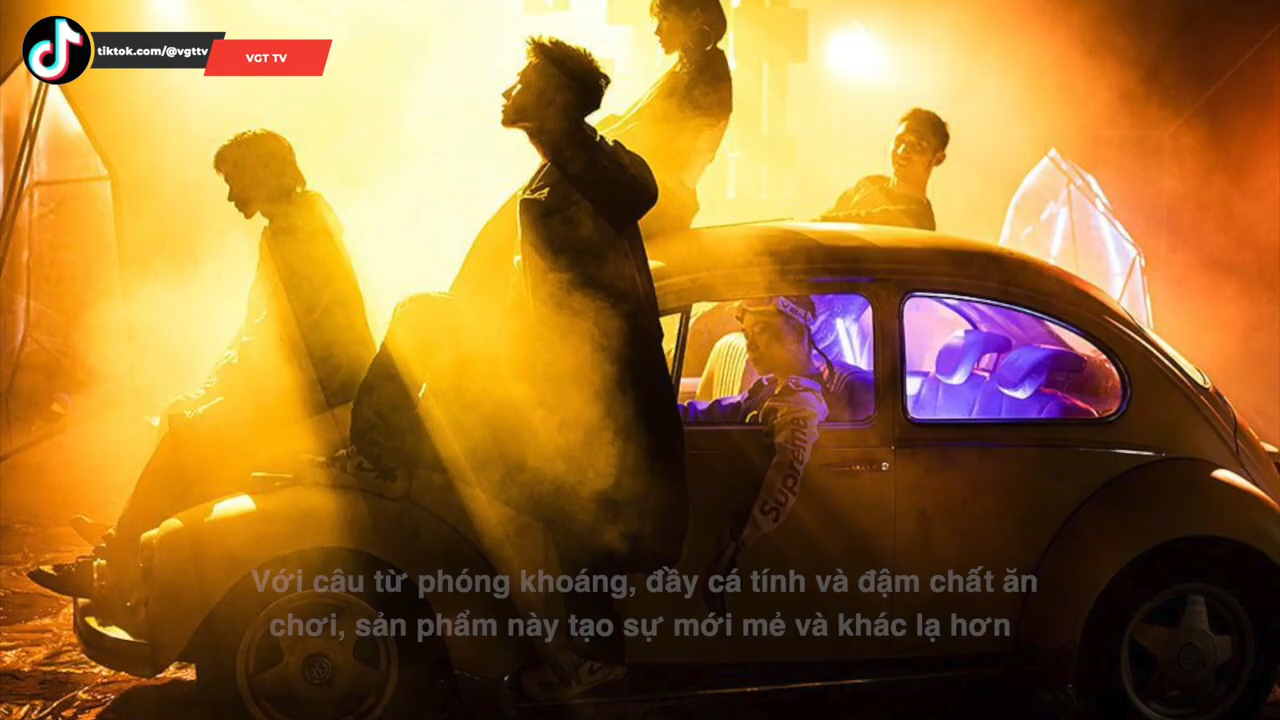 tiktok.com/@vgttv
VGT TV
Supreme
Với câu từ phóng khoáng, đầy cá tính và đậm chất ăn
chơi, sản phẩm này tạo sự mới mẻ và khác lạ hơn